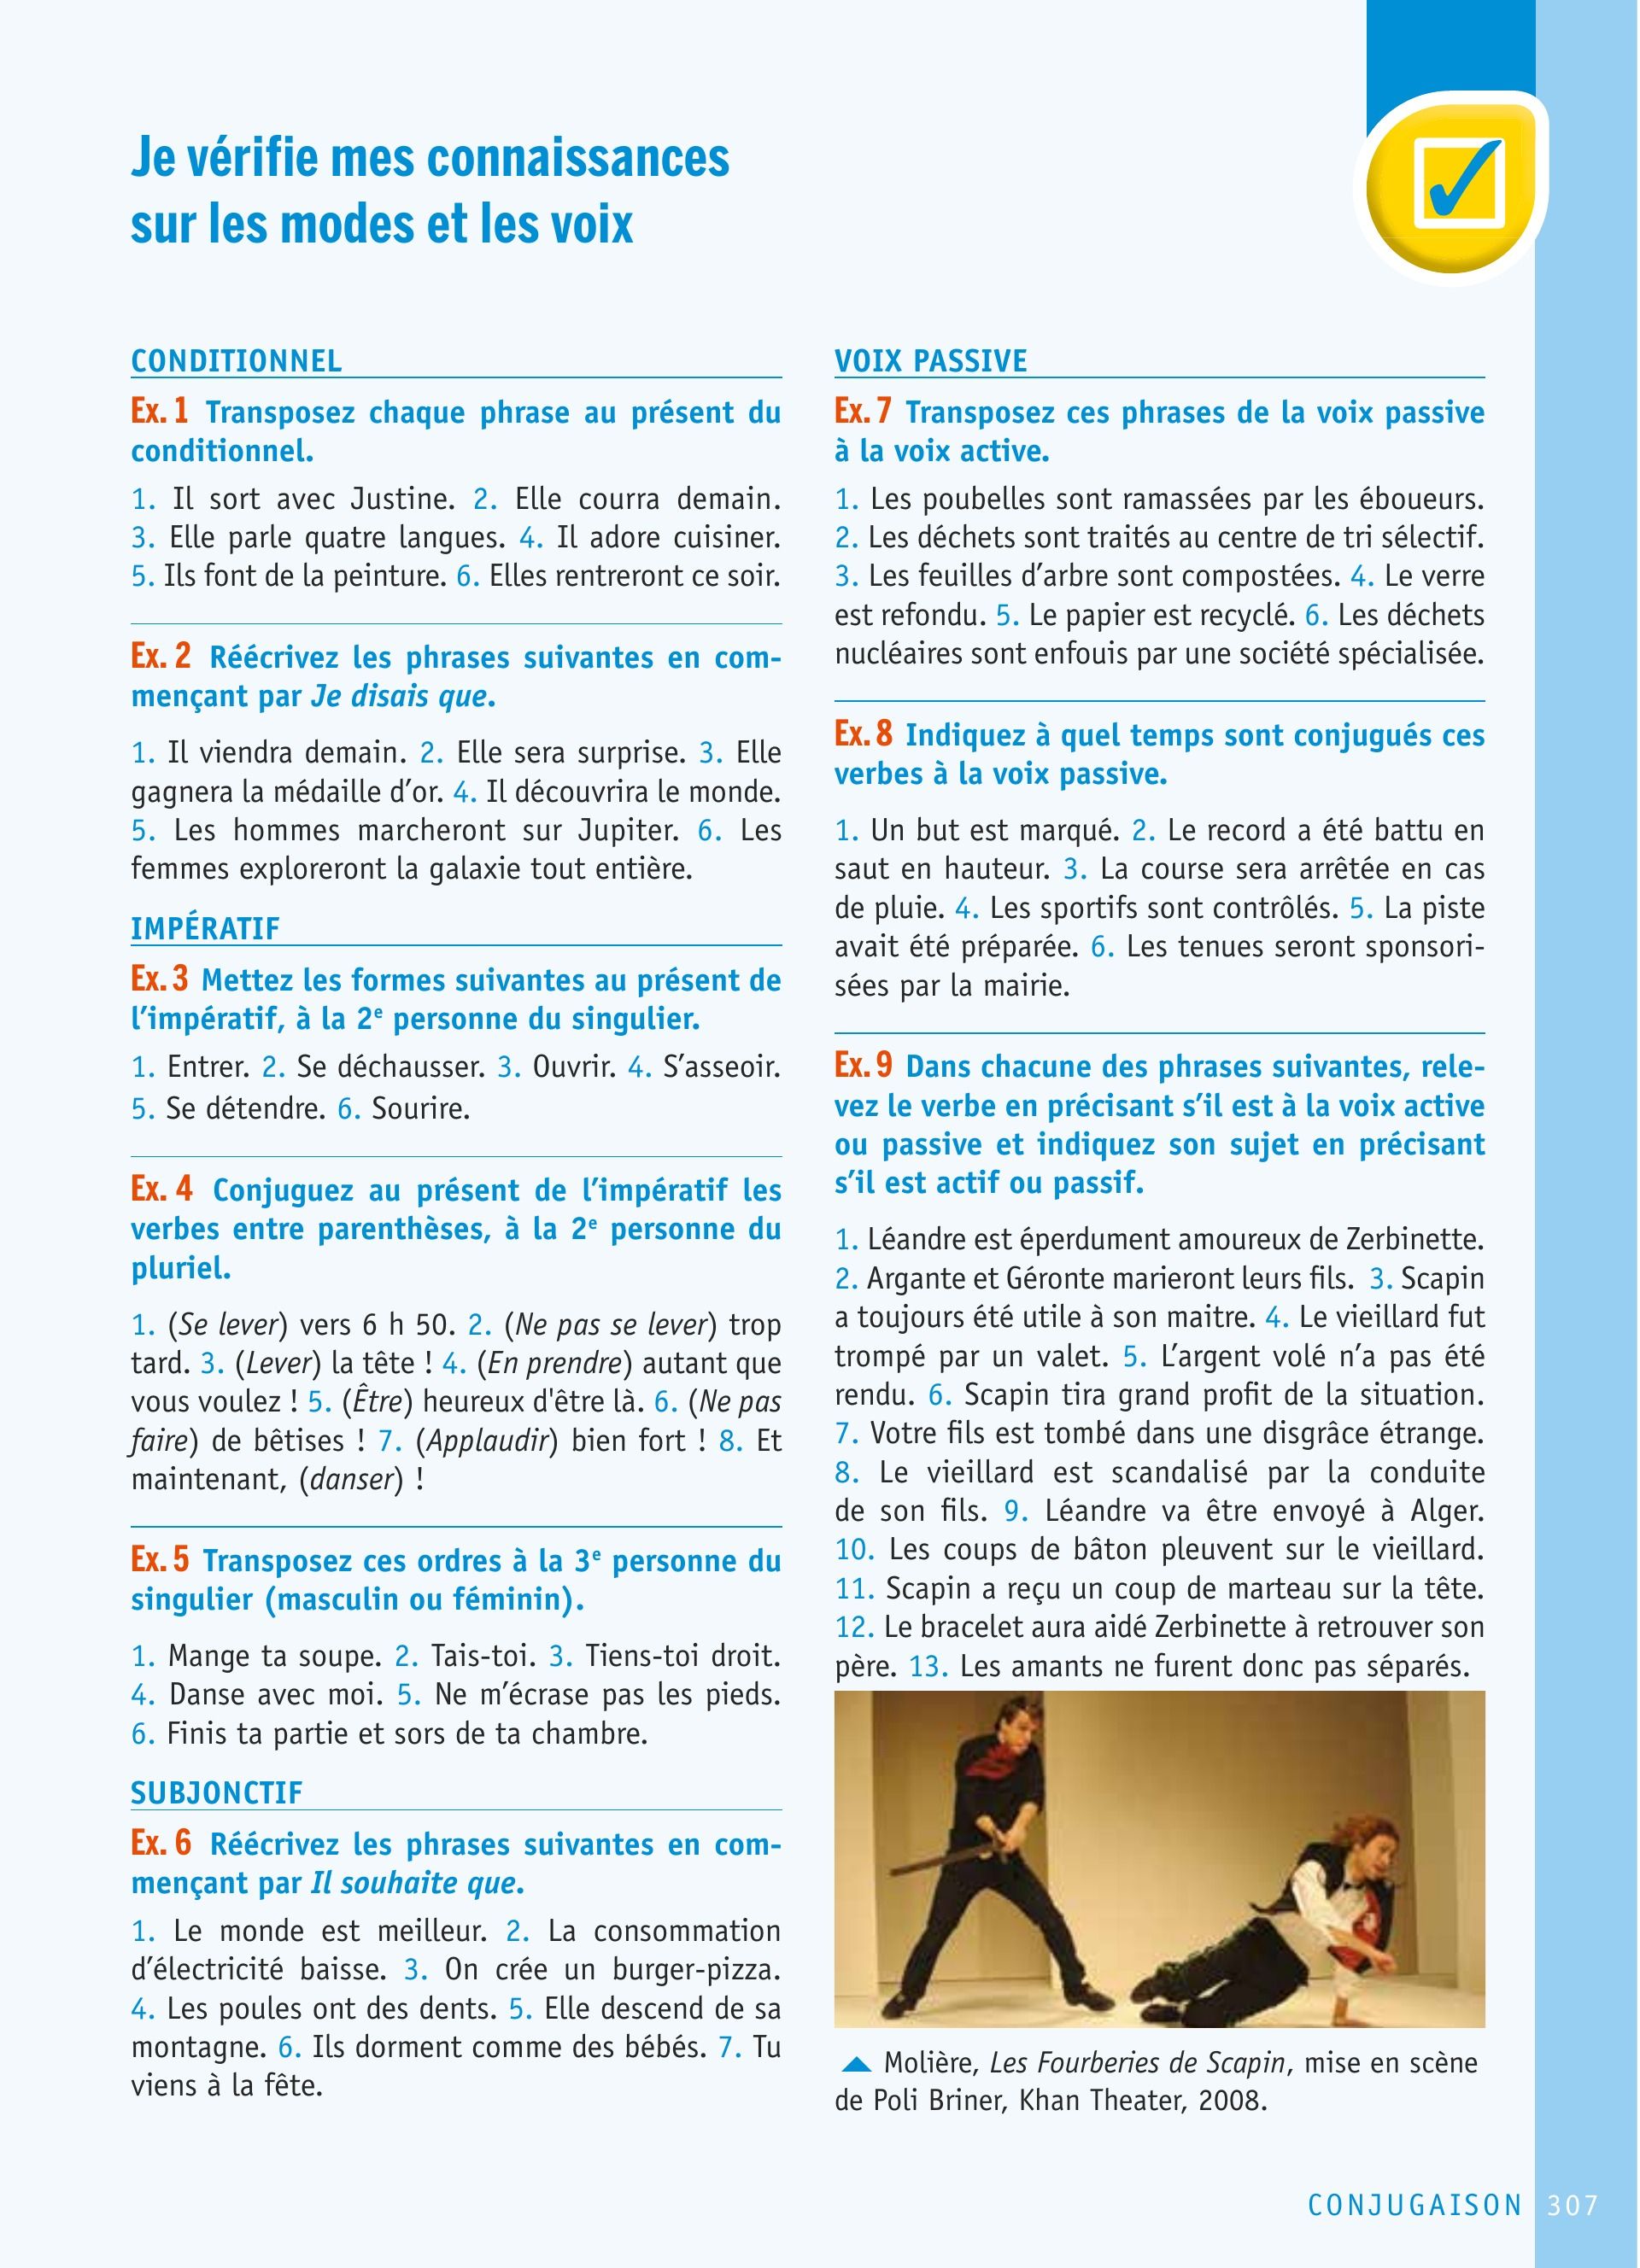 Je vérifie mes connaissances
sur les modes et les voix
CONDITIONNEL
Ex. 1 Transposez chaque phrase au présent du
conditionnel.
1. Il sort avec Justine. 2. Elle courra demain.
3. Elle parle quatre langues. 4. Il adore cuisiner.
5. Ils font de la peinture. 6. Elles rentreront ce soir.
Ex. 2 Réécrivez les phrases suivantes en com-
mençant par Je disais que.
1. Il viendra demain. 2. Elle sera surprise. 3. Elle
gagnera la médaille d'or. 4. Il découvrira le monde.
5. Les hommes marcheront sur Jupiter. 6. Les
femmes exploreront la galaxie tout entière.
IMPÉRATIF
Ex. 3 Mettez les formes suivantes au présent de
l'impératif, à la 2e personne du singulier.
1. Entrer. 2. Se déchausser. 3. Ouvrir. 4. S'asseoir.
5. Se détendre. 6. Sourire.
Ex. 4 Conjuguez au présent de l'impératif les
verbes entre parenthèses, à la 2e personne du
pluriel.
1. (Se lever) vers 6 h 50. 2. (Ne pas se lever) trop
tard. 3. (Lever) la tête ! 4. (En prendre) autant que
vous voulez ! 5. (Être) heureux d'être là. 6. (Ne pas
faire) de bêtises ! 7. (Applaudir) bien fort ! 8. Et
maintenant, (danser) !
Ex. 5 Transposez ces ordres à la 3e personne du
singulier (masculin ou féminin).
1. Mange ta soupe. 2. Tais-toi. 3. Tiens-toi droit.
4. Danse avec moi. 5. Ne m'écrase pas les pieds.
6. Finis ta partie et sors de ta chambre.
SUBJONCTIF
Ex. 6 Réécrivez les phrases suivantes en com-
mençant par Il souhaite que.
1. Le monde est meilleur. 2. La consommation
d'électricité baisse. 3. On crée un burger-pizza.
4. Les poules ont des dents. 5. Elle descend de sa
montagne. 6. Ils dorment comme des bébés. 7. Tu
viens à la fête.
VOIX PASSIVE
Ex. 7 Transposez ces phrases de la voix passive
à la voix active.
1. Les poubelles sont ramassées par les éboueurs.
2. Les déchets sont traités au centre de tri sélectif.
3. Les feuilles d'arbre sont compostées. 4. Le verre
est refondu. 5. Le papier est recyclé. 6. Les déchets
nucléaires sont enfouis par une société spécialisée.
Ex. 8 Indiquez à quel temps sont conjugués ces
verbes à la voix passive.
1. Un but est marqué. 2. Le record a été battu en
saut en hauteur. 3. La course sera arrêtée en cas
de pluie. 4. Les sportifs sont contrôlés. 5. La piste
avait été préparée. 6. Les tenues seront sponsori-
sées par la mairie.
Ex. 9 Dans chacune des phrases suivantes, rele-
vez le verbe en précisant s'il est à la voix active
ou passive et indiquez son sujet en précisant
s'il est actif ou passif.
1. Léandre est éperdument amoureux de Zerbinette.
2. Argante et Géronte marieront leurs fils. 3. Scapin
a toujours été utile à son maitre. 4. Le vieillard fut
trompé par un valet. 5. L'argent volé n'a pas été
rendu. 6. Scapin tira grand profit de la situation.
7. Votre fils est tombé dans une disgrâce étrange.
8. Le vieillard est scandalisé par la conduite
de son fils. 9. Léandre va être envoyé à Alger.
10. Les coups de bâton pleuvent sur le vieillard.
11. Scapin a reçu un coup de marteau sur la tête.
12. Le bracelet aura aidé Zerbinette à retrouver son
père. 13. Les amants ne furent donc pas séparés.
Molière, Les Fourberies de Scapin, mise en scène
de Poli Briner, Khan Theater, 2008.
CONJUGAISON 307